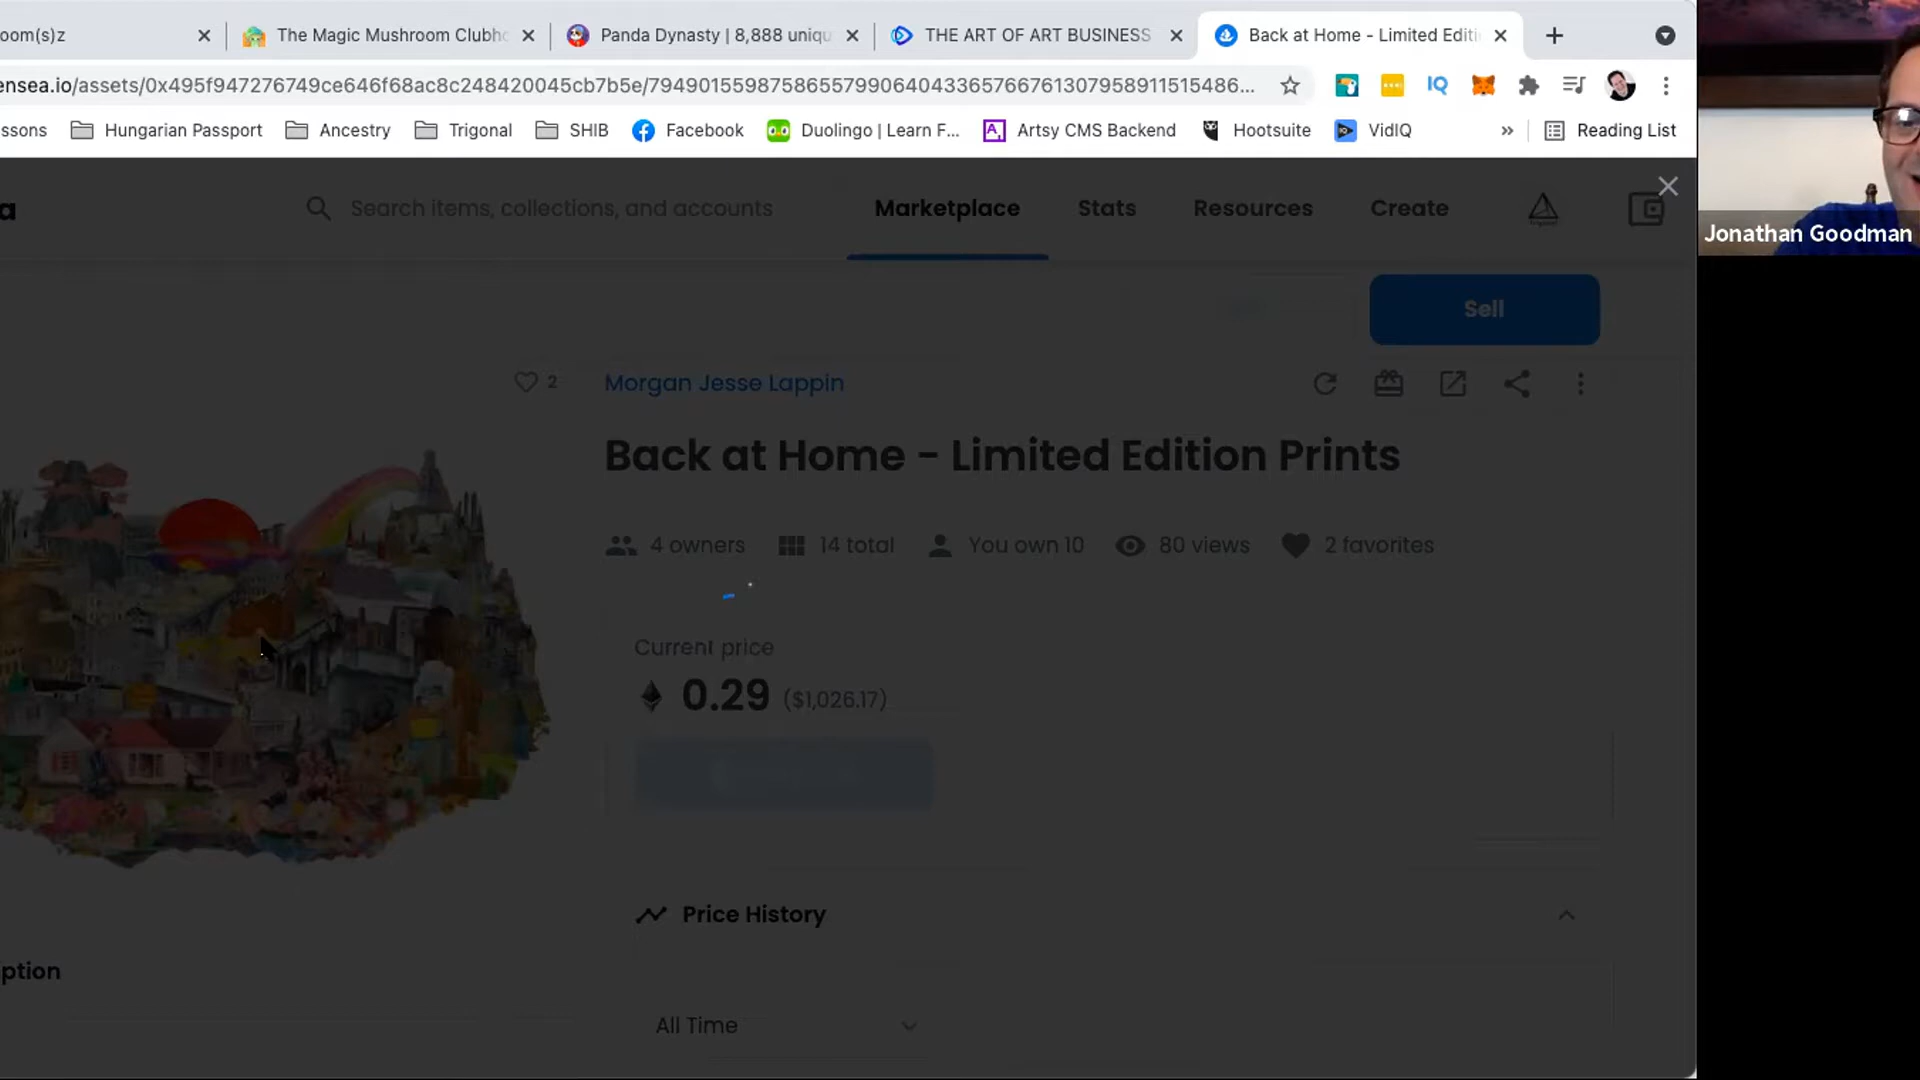 oom(s)z
The Magic Mushroom Clubh
Panda Dynasty | 8,888 uniqu
THE ART OF ART BUSINESS
Back at Home - Limited Editi
ensea.io/assets/0x495f947276749ce646f68ac8c248420045cb7b5e/79490155987586557990640433657667613079589115154​86...
IQ
ssons
Hungarian Passport
Ancestry
Trigonal
SHIB
Facebook
Duolingo | Learn F...
Artsy CMS Backend
Hootsuite
VidIQ
»
Reading List
a
Search items, collections, and accounts
Marketplace
Stats
Resources
Create
Jonathan Goodman
Sell
2
Morgan Jesse Lappin
Back at Home - Limited Edition Prints
4 owners
14 total
You own 10
80 views
2 favorites
Current price
0.29 ($1,026.17)
Price History
ption
All Time